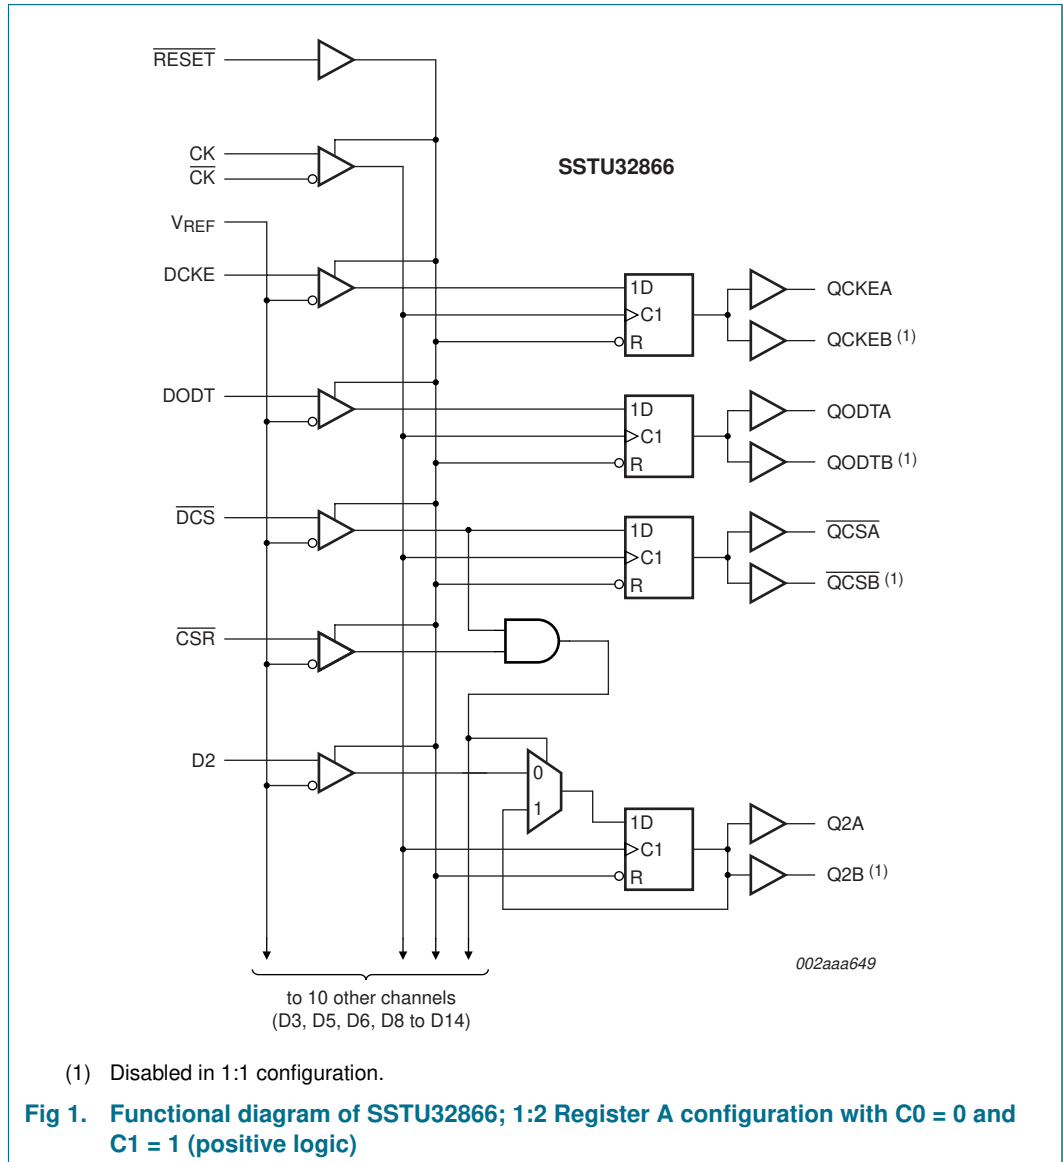 RESET
CK
CK
SSTU32866
VREF
DCKE
1D
C1
R
QCKEA
QCKEB (1)
DODT
1D
C1
R
QODTA
QODTB (1)
DCS
1D
C1
R
QCSA
QCSB (1)
CSR
D2
0
1
1D
C1
R
Q2A
Q2B (1)
002aaa649
to 10 other channels
(D3, D5, D6, D8 to D14)
(1) Disabled in 1:1 configuration.
Fig 1. Functional diagram of SSTU32866; 1:2 Register A configuration with C0 = 0 and
C1 = 1 (positive logic)